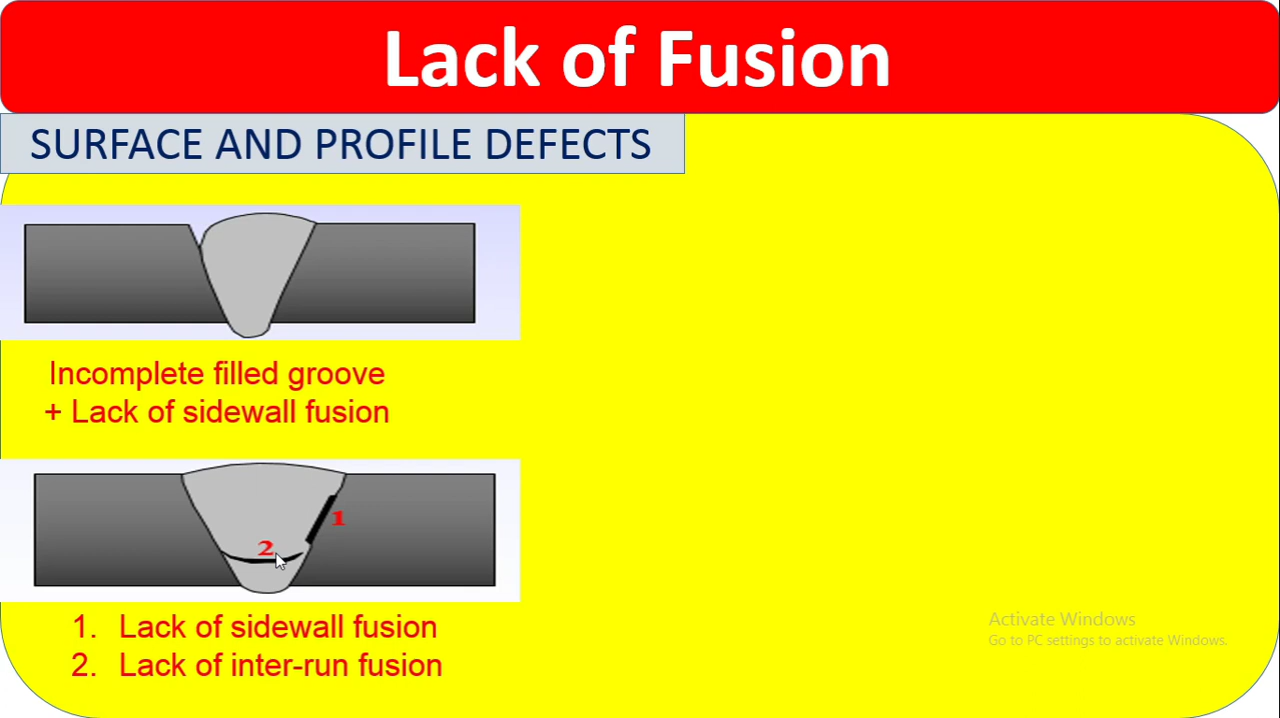 Lack of Fusion
SURFACE AND PROFILE DEFECTS
Incomplete filled groove
+ Lack of sidewall fusion
1
2
1. Lack of sidewall fusion
2. Lack of inter-run fusion
Activate Windows
Go to PC settings to activate Windows.